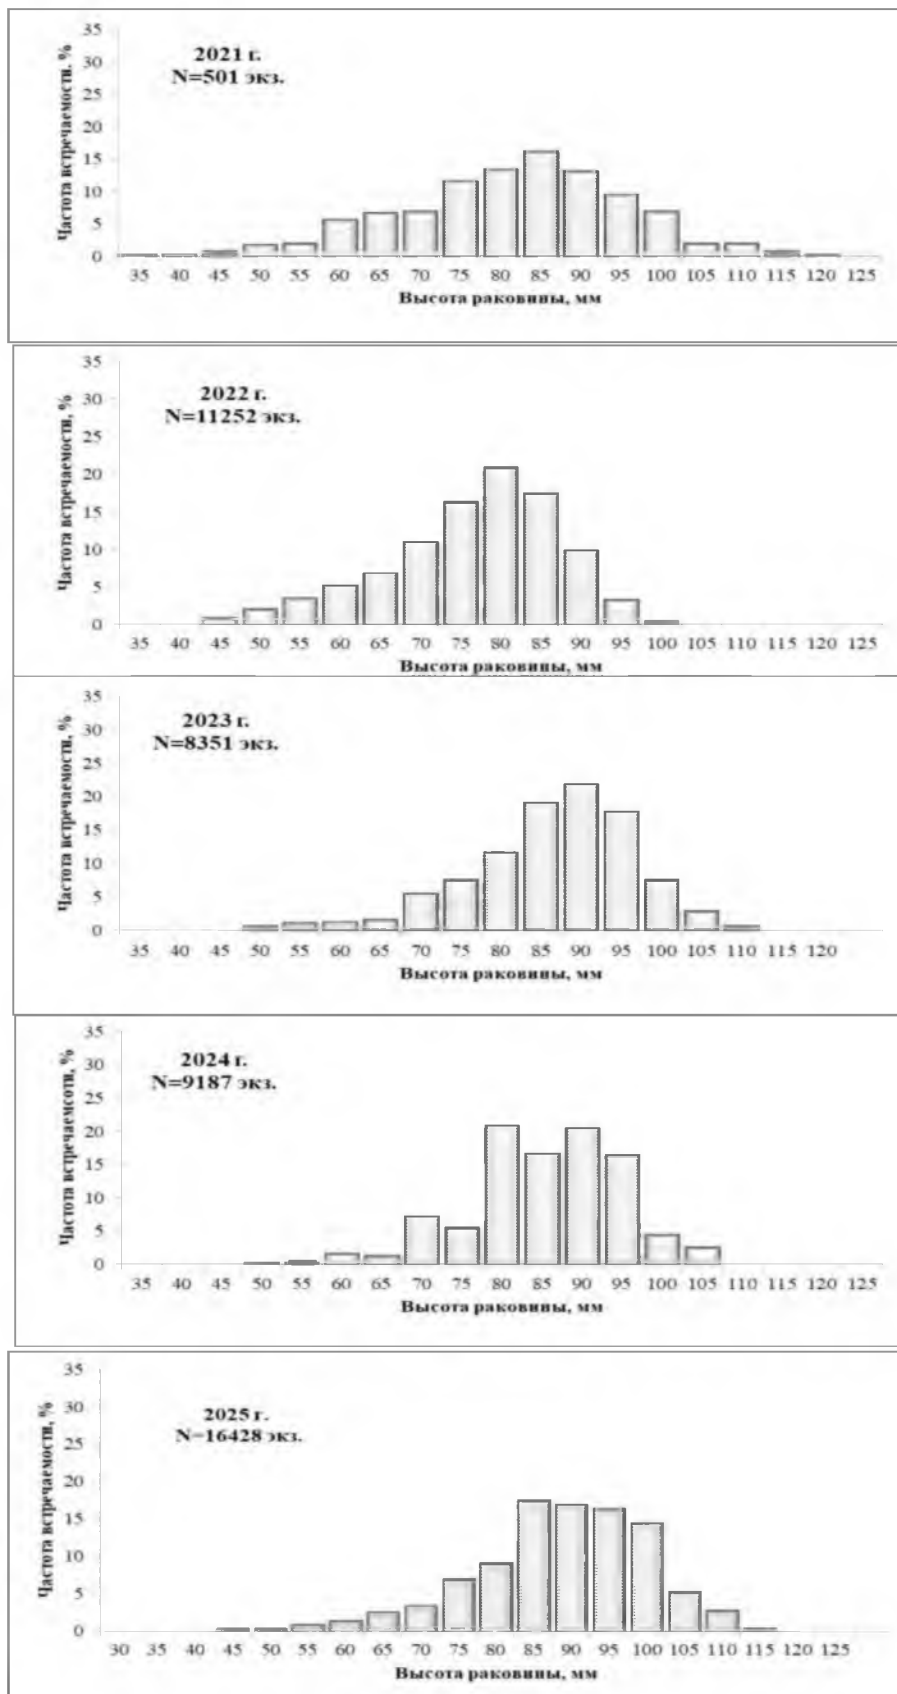 35
30
25
20
15
10
5
0
Частота встречаемости, %
2021 г.
N=501 экз.
35 40 45 50 55 60 65 70 75 80 85 90 95 100 105 110 115 120 125
Высота раковины, мм
35
30
25
20
15
10
5
0
Частота встречаемости, %
2022 г.
N=11252 экз.
35 40 45 50 55 60 65 70 75 80 85 90 95 100 105 110 115 120 125
Высота раковины, мм
35
30
25
20
15
10
5
0
Частота встречаемости, %
2023 г.
N=8351 экз.
35 40 45 50 55 60 65 70 75 80 85 90 95 100 105 110 115 120
Высота раковины, мм
35
30
25
20
15
10
5
0
Частота встречаемсоти, %
2024 г.
N=9187 экз.
35 40 45 50 55 60 65 70 75 80 85 90 95 100 105 110 115 120 125
Высота раковины, мм
35
30
25
20
15
10
5
0
Частота встречаемости, %
2025 г.
N=16428 экз.
30 35 40 45 50 55 60 65 70 75 80 85 90 95 100 105 110 115 120 125
Высота раковины, мм